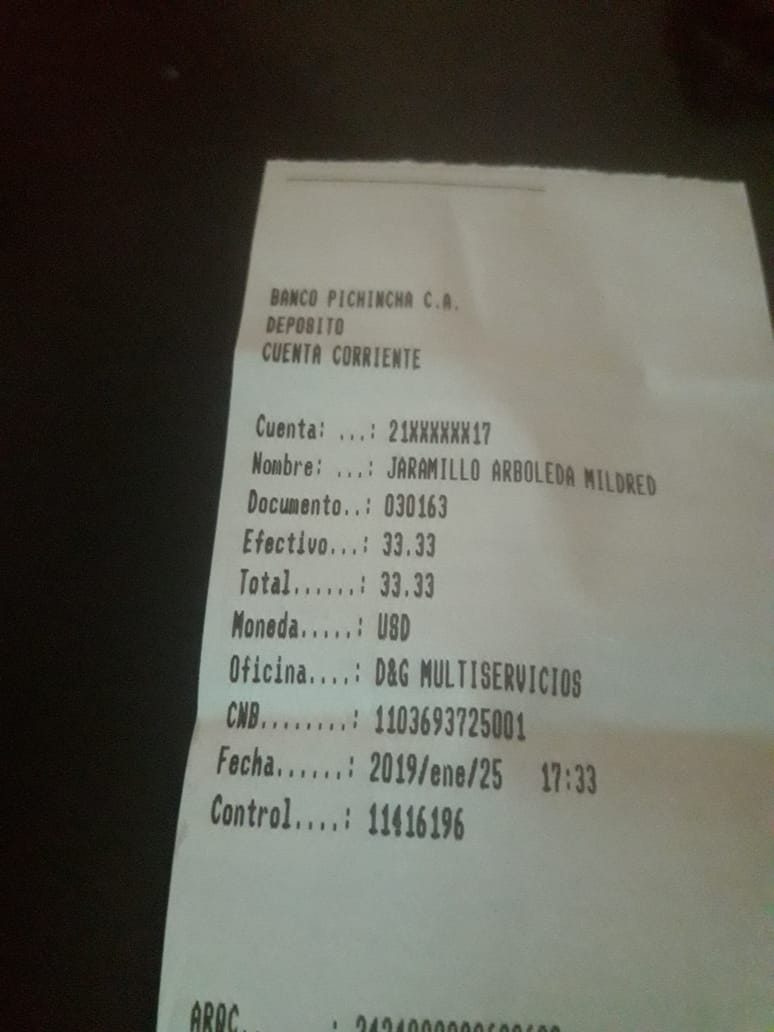 BANCO PICHINCHA C.A.
DEPOSITO
CUENTA CORRIENTE
Cuenta: ...: 21XXXXXX17
Nombre: ...: JARAMILLO ARBOLEDA MILDRED
Documento..: 030163
Efectivo...: 33.33
Total......: 33.33
Moneda.....: USD
Oficina....: D&G MULTISERVICIOS
CNB........: 1103693725001
Fecha......: 2019/ene/25 17:33
Control....: 11416196
ARQC